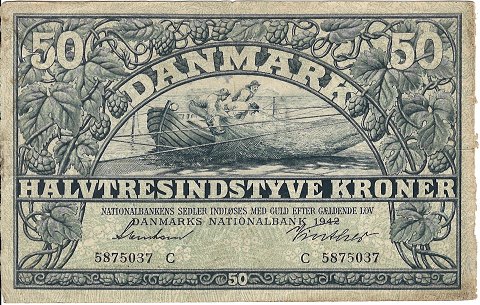 50 50
DANMARK
HALVTRESINDSTYVE KRONER
NATIONALBANKENS SEDLER INDLØSES MED GULD EFTER GÆLDENDE LOV
DANMARKS NATIONALBANK 1942
5875037 C C 5875037
50